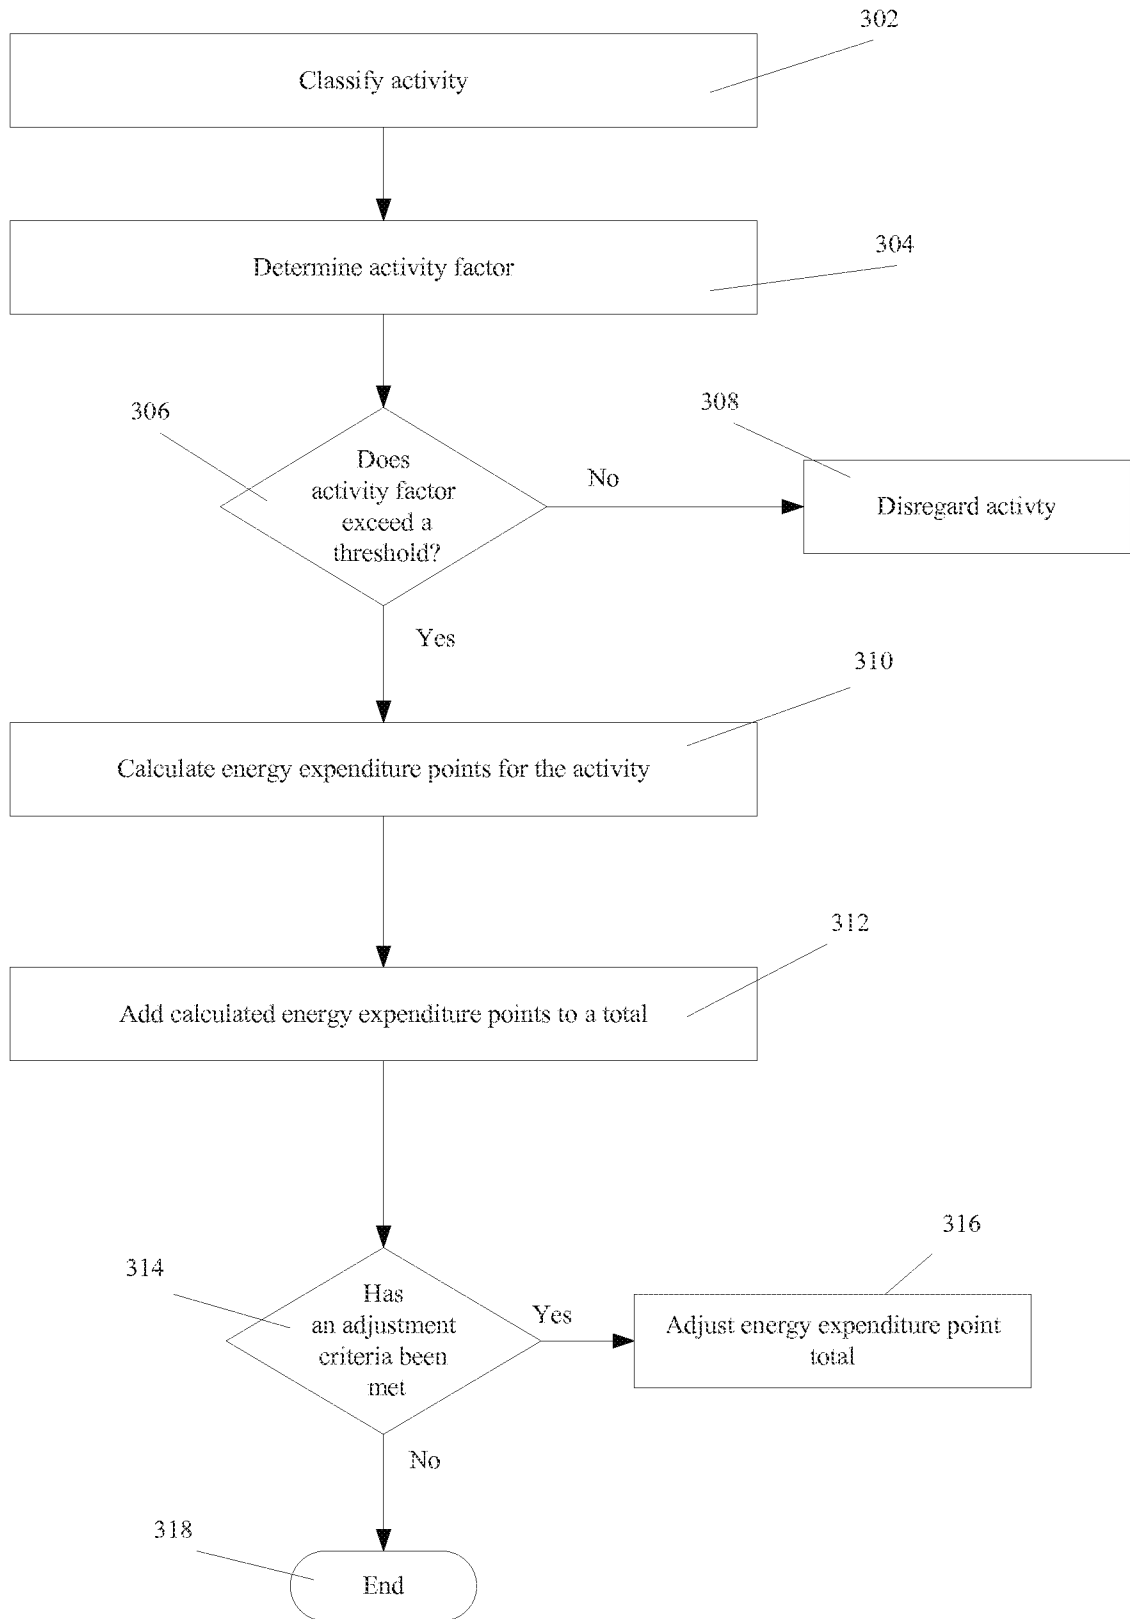 302
Classify activity
304
Determine activity factor
306
308
Does
activity factor
exceed a
threshold?
No
Disregard activty
Yes
310
Calculate energy expenditure points for the activity
312
Add calculated energy expenditure points to a total
314
316
Has
an adjustment
criteria been
met
Yes
Adjust energy expenditure point
total
No
318
End